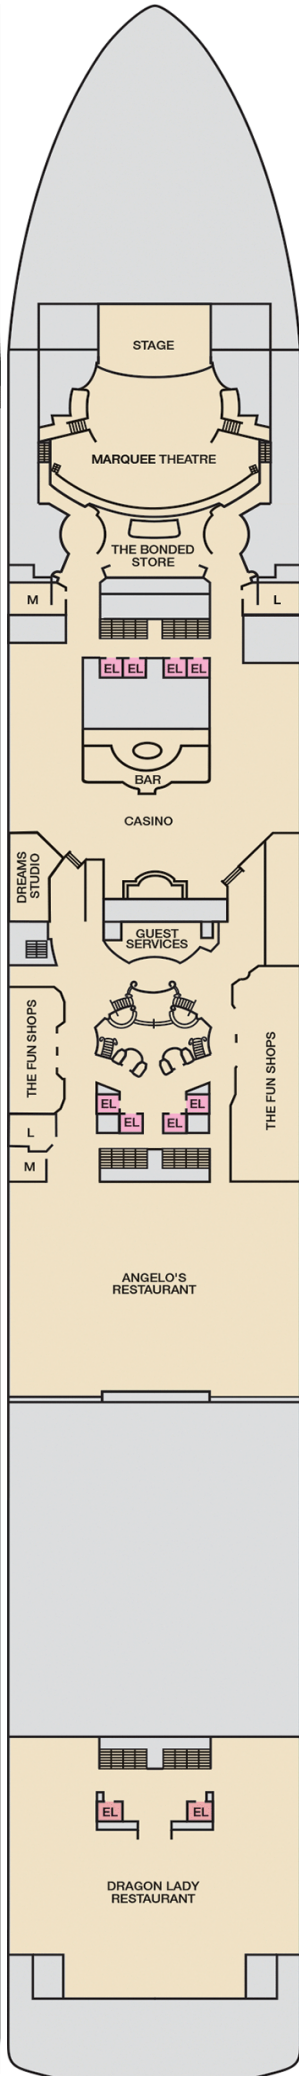 STAGE
MARQUEE THEATRE
THE BONDED
STORE
M
L
EL EL EL EL
BAR
CASINO
DREAMS
STUDIO
GUEST
SERVICES
THE FUN SHOPS
THE FUN SHOPS
EL EL
EL EL
L
M
ANGELO'S
RESTAURANT
EL EL
DRAGON LADY
RESTAURANT